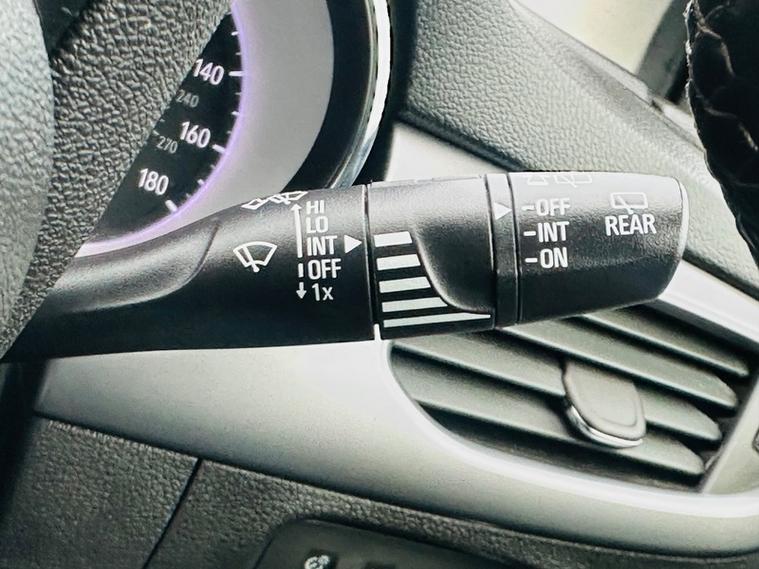 140
240
160
270
180
HI
LO
INT
OFF
1x
-OFF
-INT
-ON
REAR